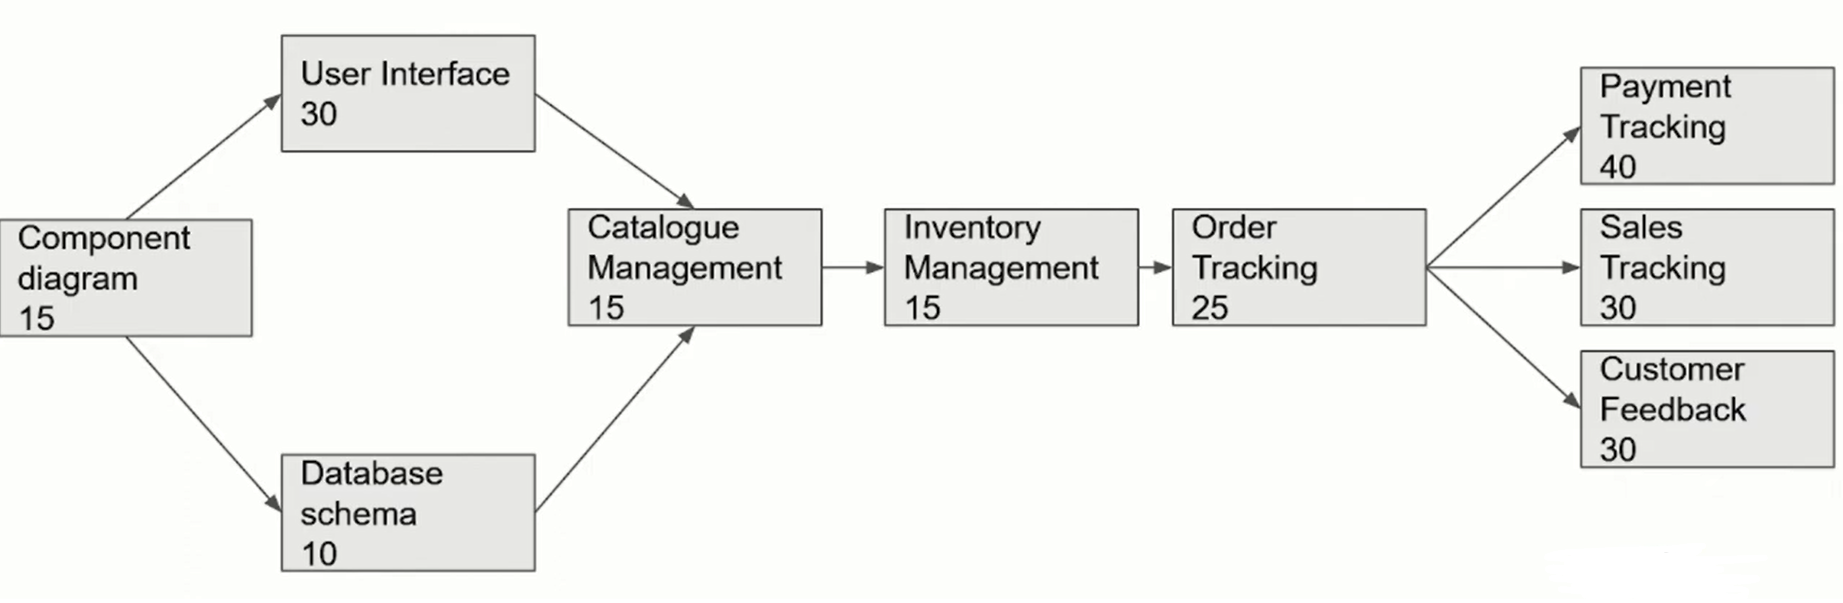 User Interface
30
Component
diagram
15
Database
schema
10
Catalogue
Management
15
Inventory
Management
15
Order
Tracking
25
Payment
Tracking
40
Sales
Tracking
30
Customer
Feedback
30